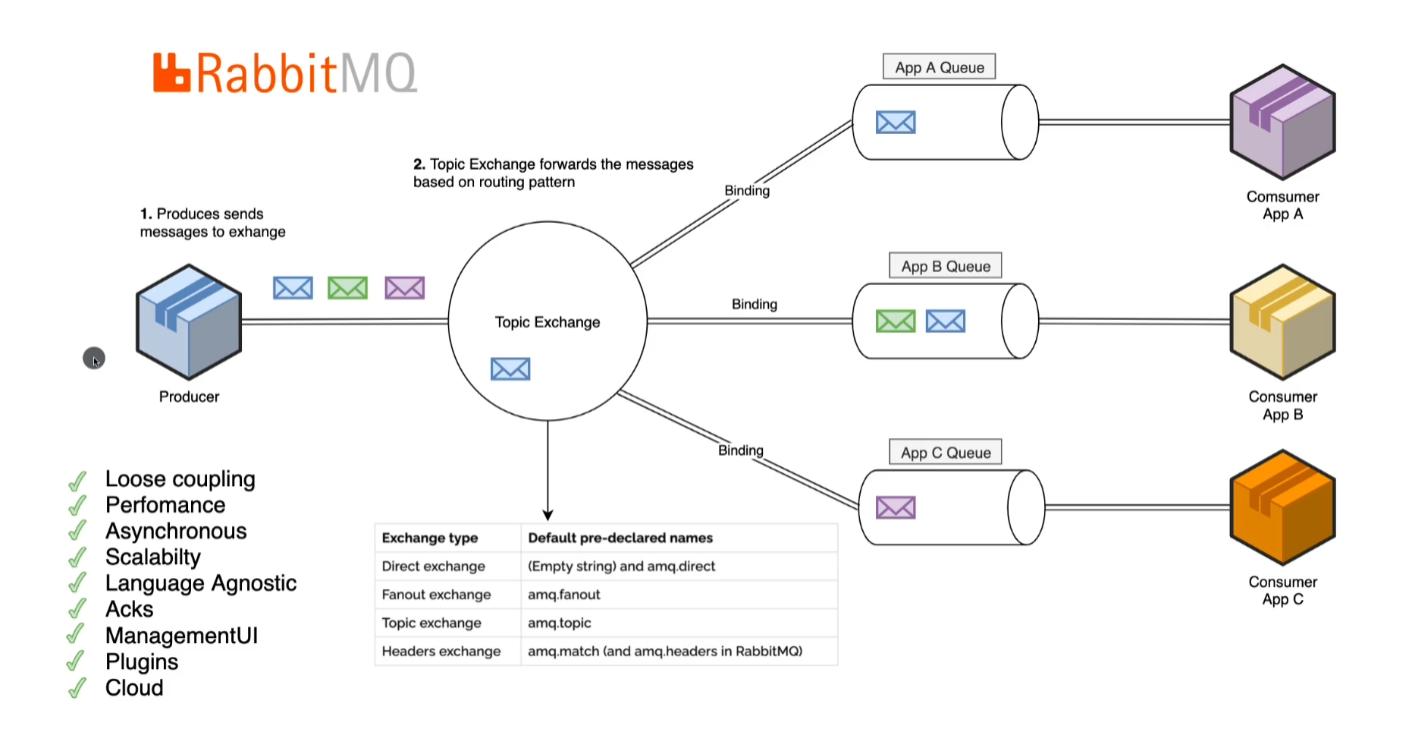 RabbitMQ
App A Queue
2. Topic Exchange forwards the messages
based on routing pattern
Binding
Comsumer
App A
1. Produces sends
messages to exhange
App B Queue
Binding
Topic Exchange
Producer
Consumer
App B
Binding
App C Queue
Consumer
App C
Loose coupling
Perfomance
Asynchronous
Scalabilty
Language Agnostic
Acks
ManagementUI
Plugins
Cloud
Exchange type Default pre-declared names
Direct exchange (Empty string) and amq.direct
Fanout exchange amq.fanout
Topic exchange amq.topic
Headers exchange amq.match (and amq.headers in RabbitMQ)